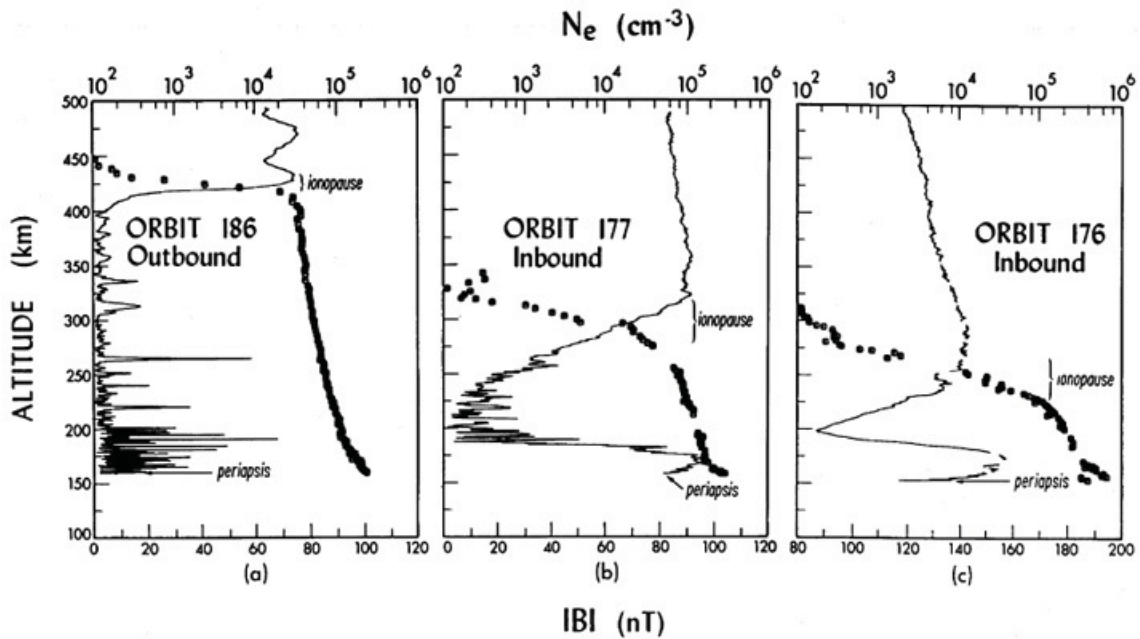 Ne (cm-3)
10² 10³ 10⁴ 10⁵ 10⁶
10² 10³ 10⁴ 10⁵ 10⁶
10² 10³ 10⁴ 10⁵ 10⁶
ALTITUDE (km)
500
450
400
350
300
250
200
150
100
ionopause
ORBIT 186
Outbound
periapsis
0 20 40 60 80 100 120
(a)
ORBIT 177
Inbound
ionopause
periapsis
0 20 40 60 80 100 120
(b)
ORBIT 176
Inbound
ionopause
periapsis
80 100 120 140 160 180 200
(c)
IBI (nT)